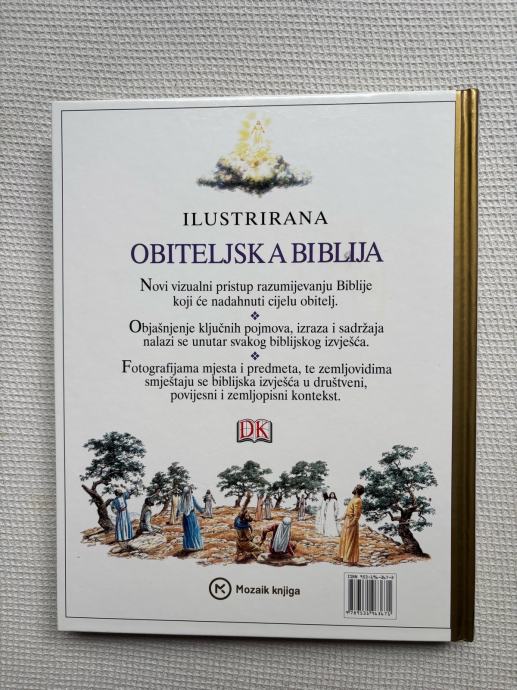 ILUSTRIRANA
OBITELJSKA BIBLIJA
Novi vizualni pristup razumijevanju Biblije
koji će nadahnuti cijelu obitelj.
Objašnjenje ključnih pojmova, izraza i sadržaja
nalazi se unutar svakog biblijskog izvješća.
Fotografijama mjesta i predmeta, te zemljovidima
smještaju se biblijska izvješća u društveni,
povijesni i zemljopisni kontekst.
DK
Mozaik knjiga